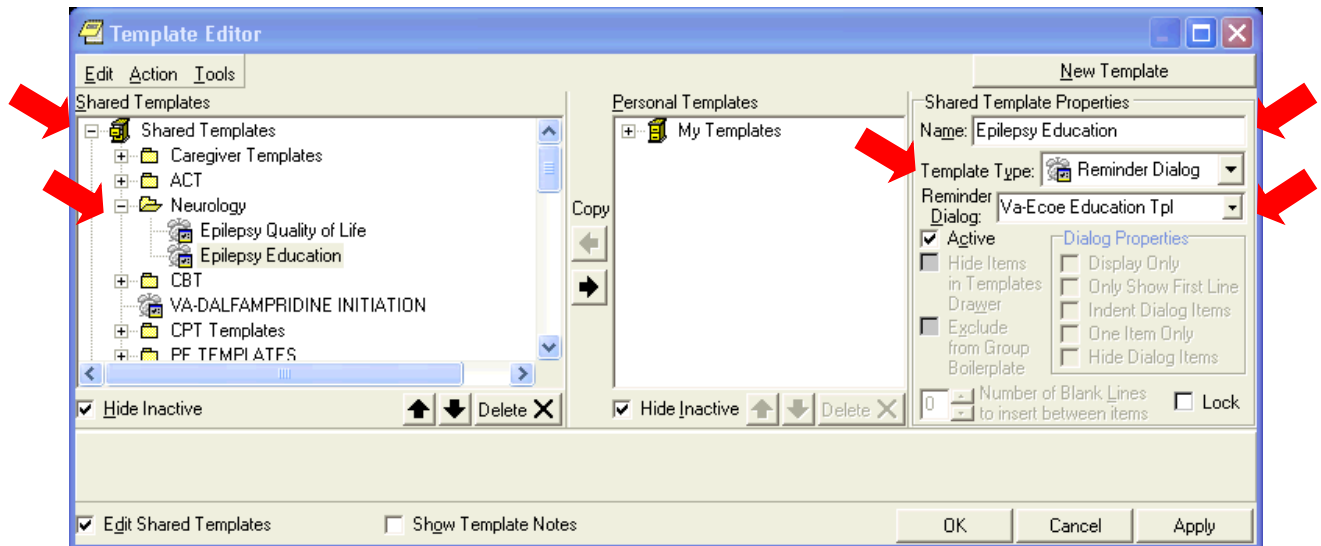 Template Editor
Edit Action Tools
New Template
Shared Templates
Shared Templates
Caregiver Templates
ACT
Neurology
Epilepsy Quality of Life
Epilepsy Education
CBT
VA-DALFAMPRIDINE INITIATION
CPT Templates
PE TEMPLATES
Hide Inactive
Delete
Copy
Personal Templates
My Templates
Hide Inactive
Delete
Shared Template Properties
Name: Epilepsy Education
Template Type: Reminder Dialog
Reminder
Dialog: Va-Ecoe Education Tpl
Active
Hide Items
in Templates
Drawer
Exclude
from Group
Boilerplate
Dialog Properties
Display Only
Only Show First Line
Indent Dialog Items
One Item Only
Hide Dialog Items
0 Number of Blank Lines
to insert between items
Lock
Edit Shared Templates
Show Template Notes
OK
Cancel
Apply